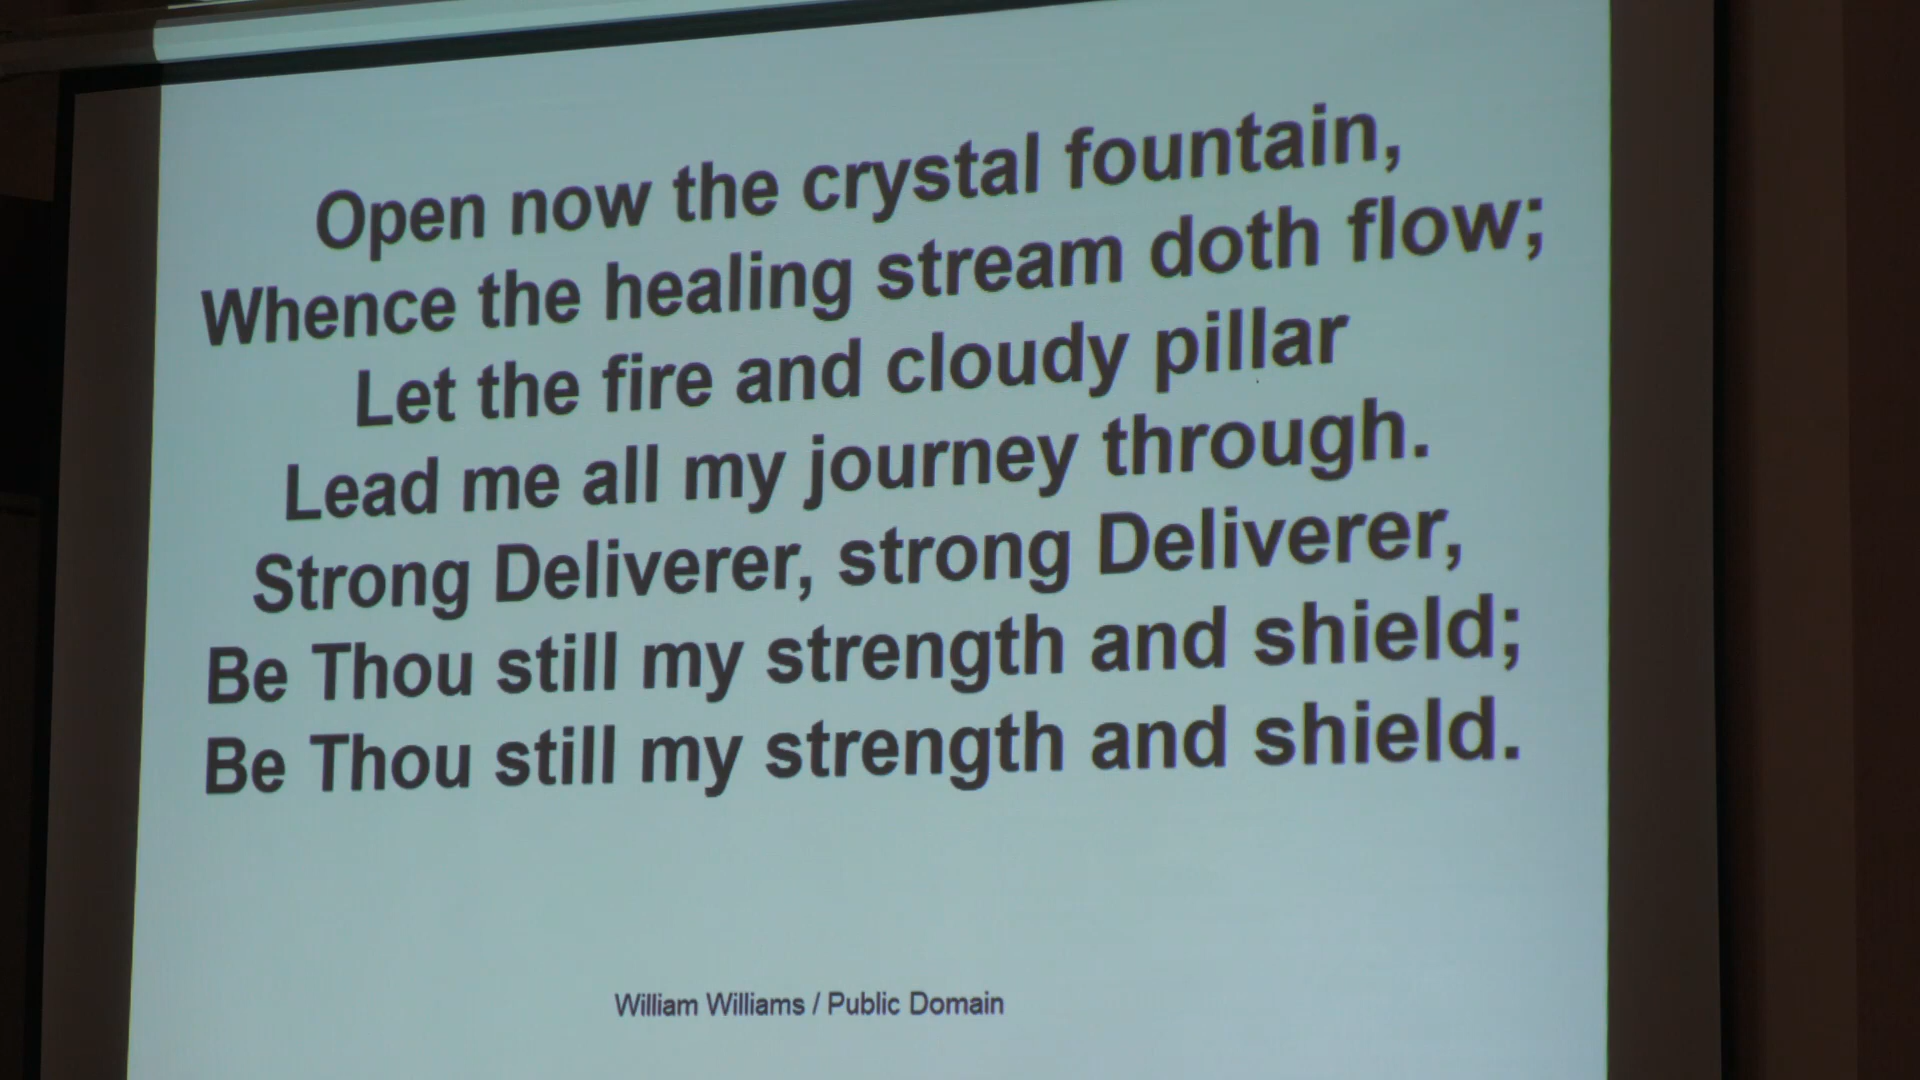 Open now the crystal fountain,
Whence the healing stream doth flow;
Let the fire and cloudy pillar
Lead me all my journey through.
Strong Deliverer, strong Deliverer,
Be Thou still my strength and shield;
Be Thou still my strength and shield.
William Williams / Public Domain